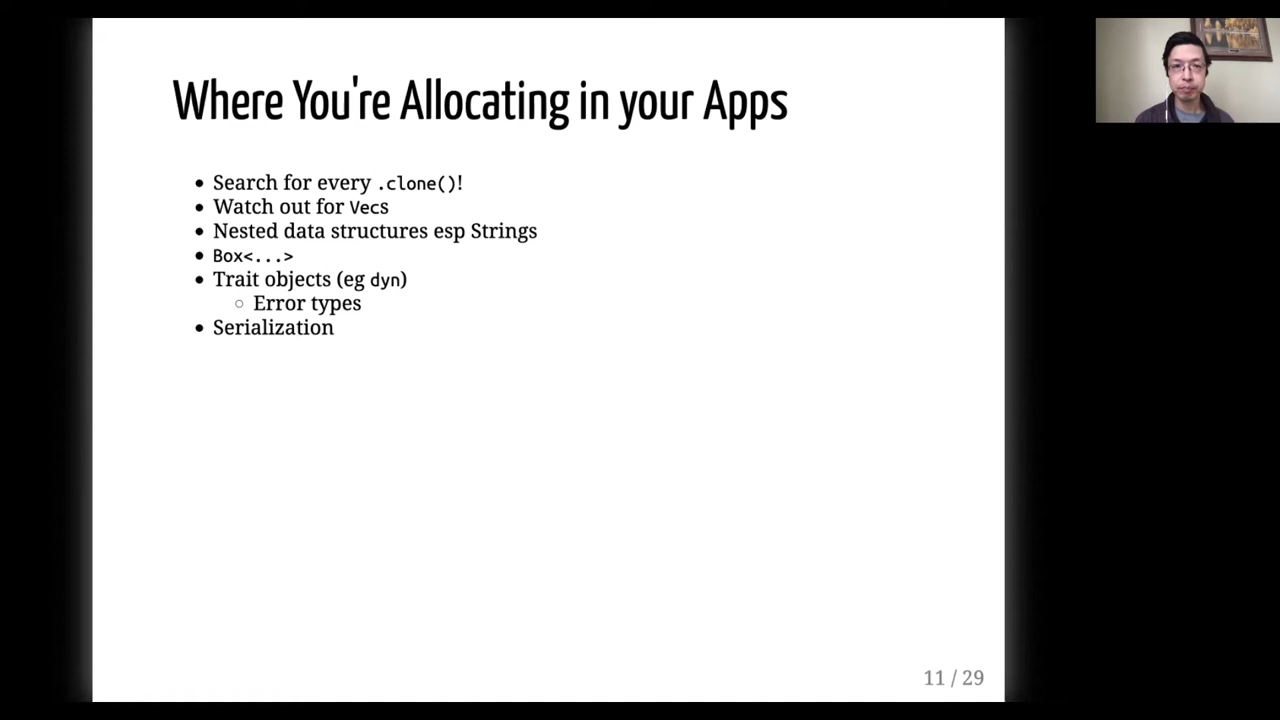 Where You're Allocating in your Apps
• Search for every .clone()!
• Watch out for Vecs
• Nested data structures esp Strings
• Box<...>
• Trait objects (eg dyn)
○ Error types
• Serialization
11 / 29